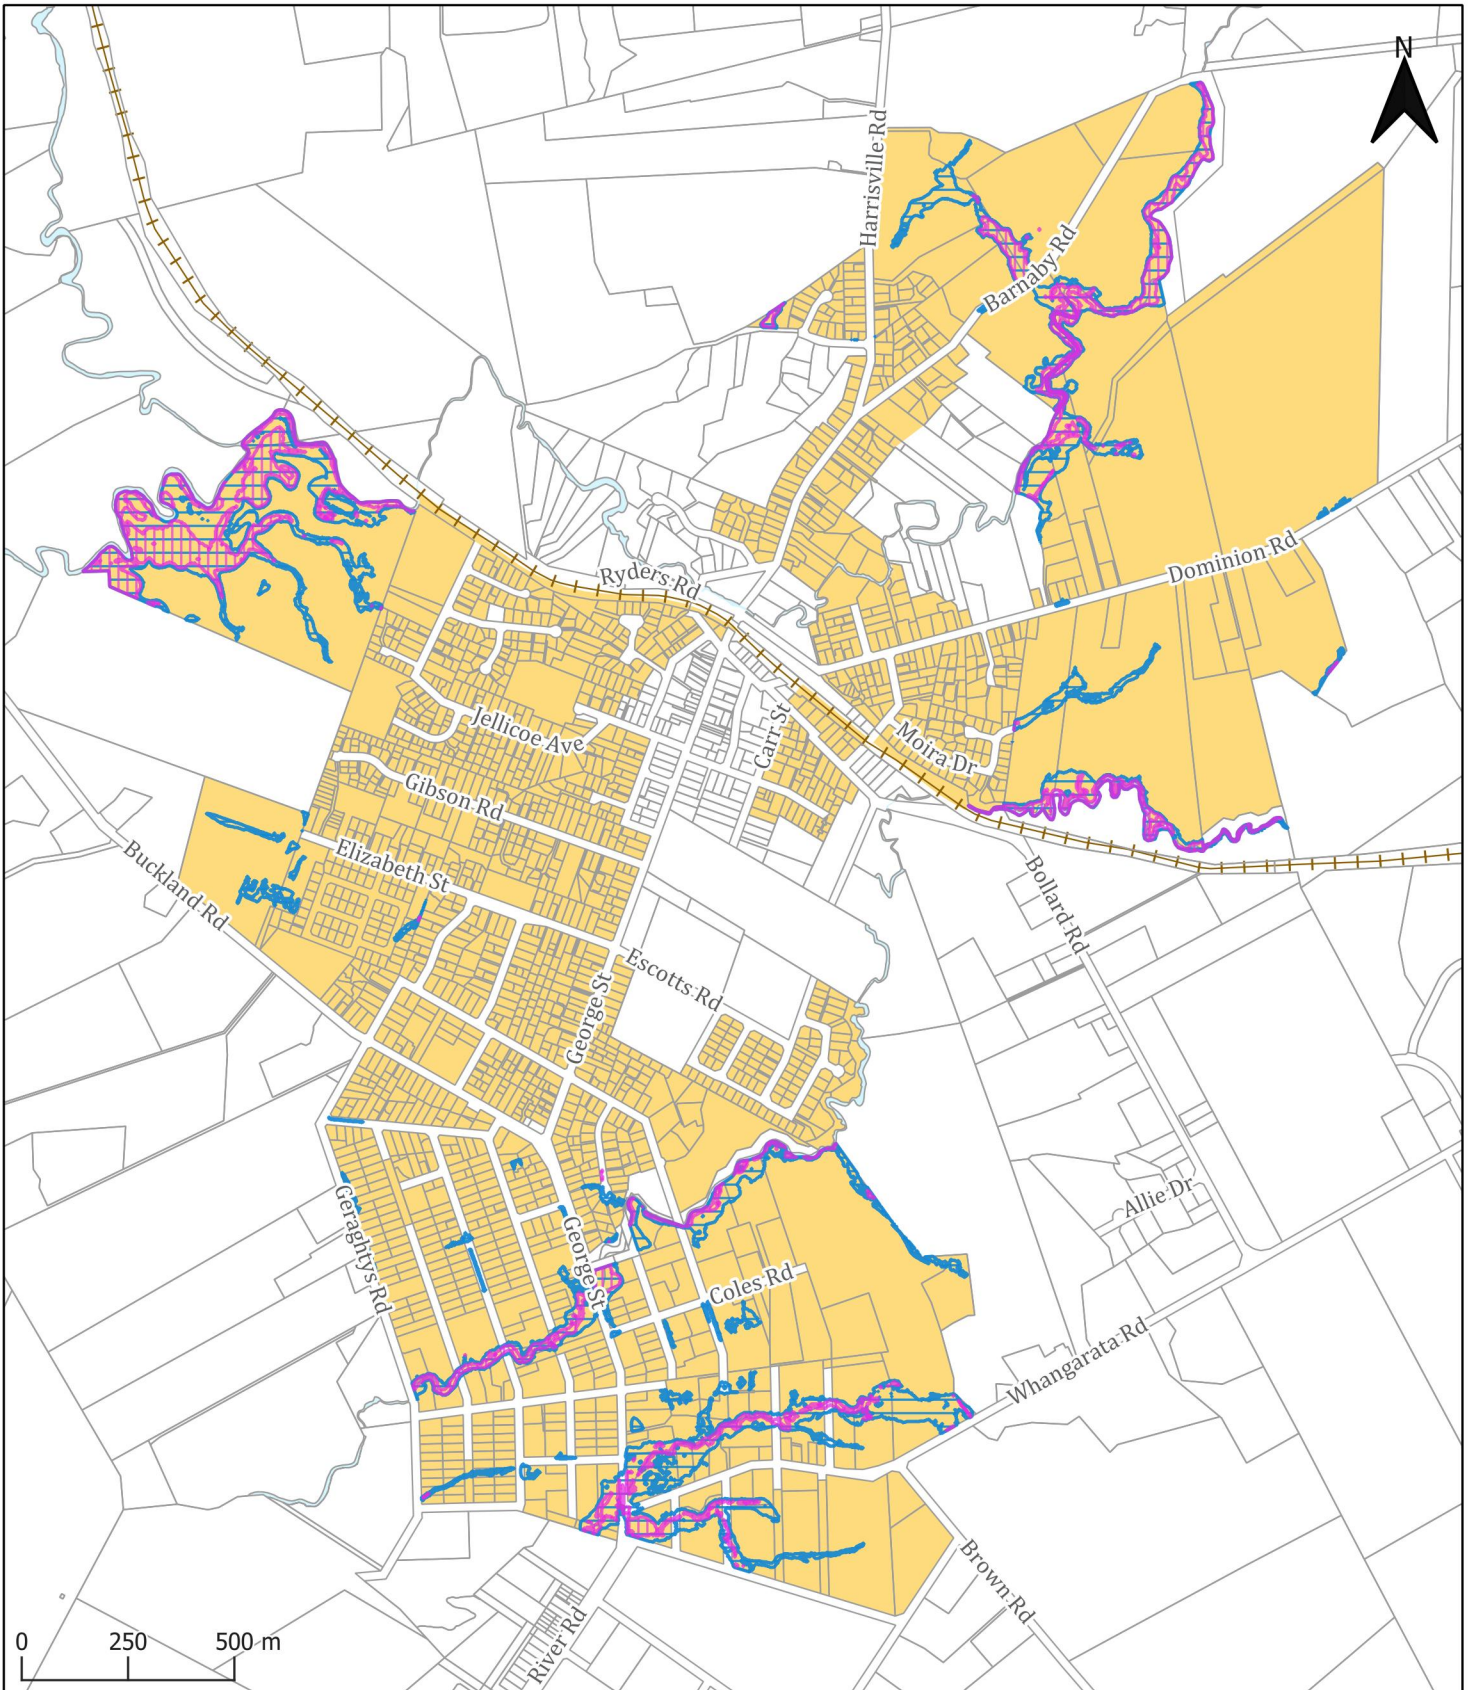 N
Harrisville Rd
Barnaby Rd
Ryders Rd
Dominion Rd
Jellicoe Ave
Carr St
Moira Dr
Gibson Rd
Elizabeth St
Buckland Rd
Bollard Rd
Escotts Rd
George St
Allie Dr
Geraghtys Rd
George St
Coles Rd
Whangarata Rd
Brown Rd
River Rd
0 250 500 m